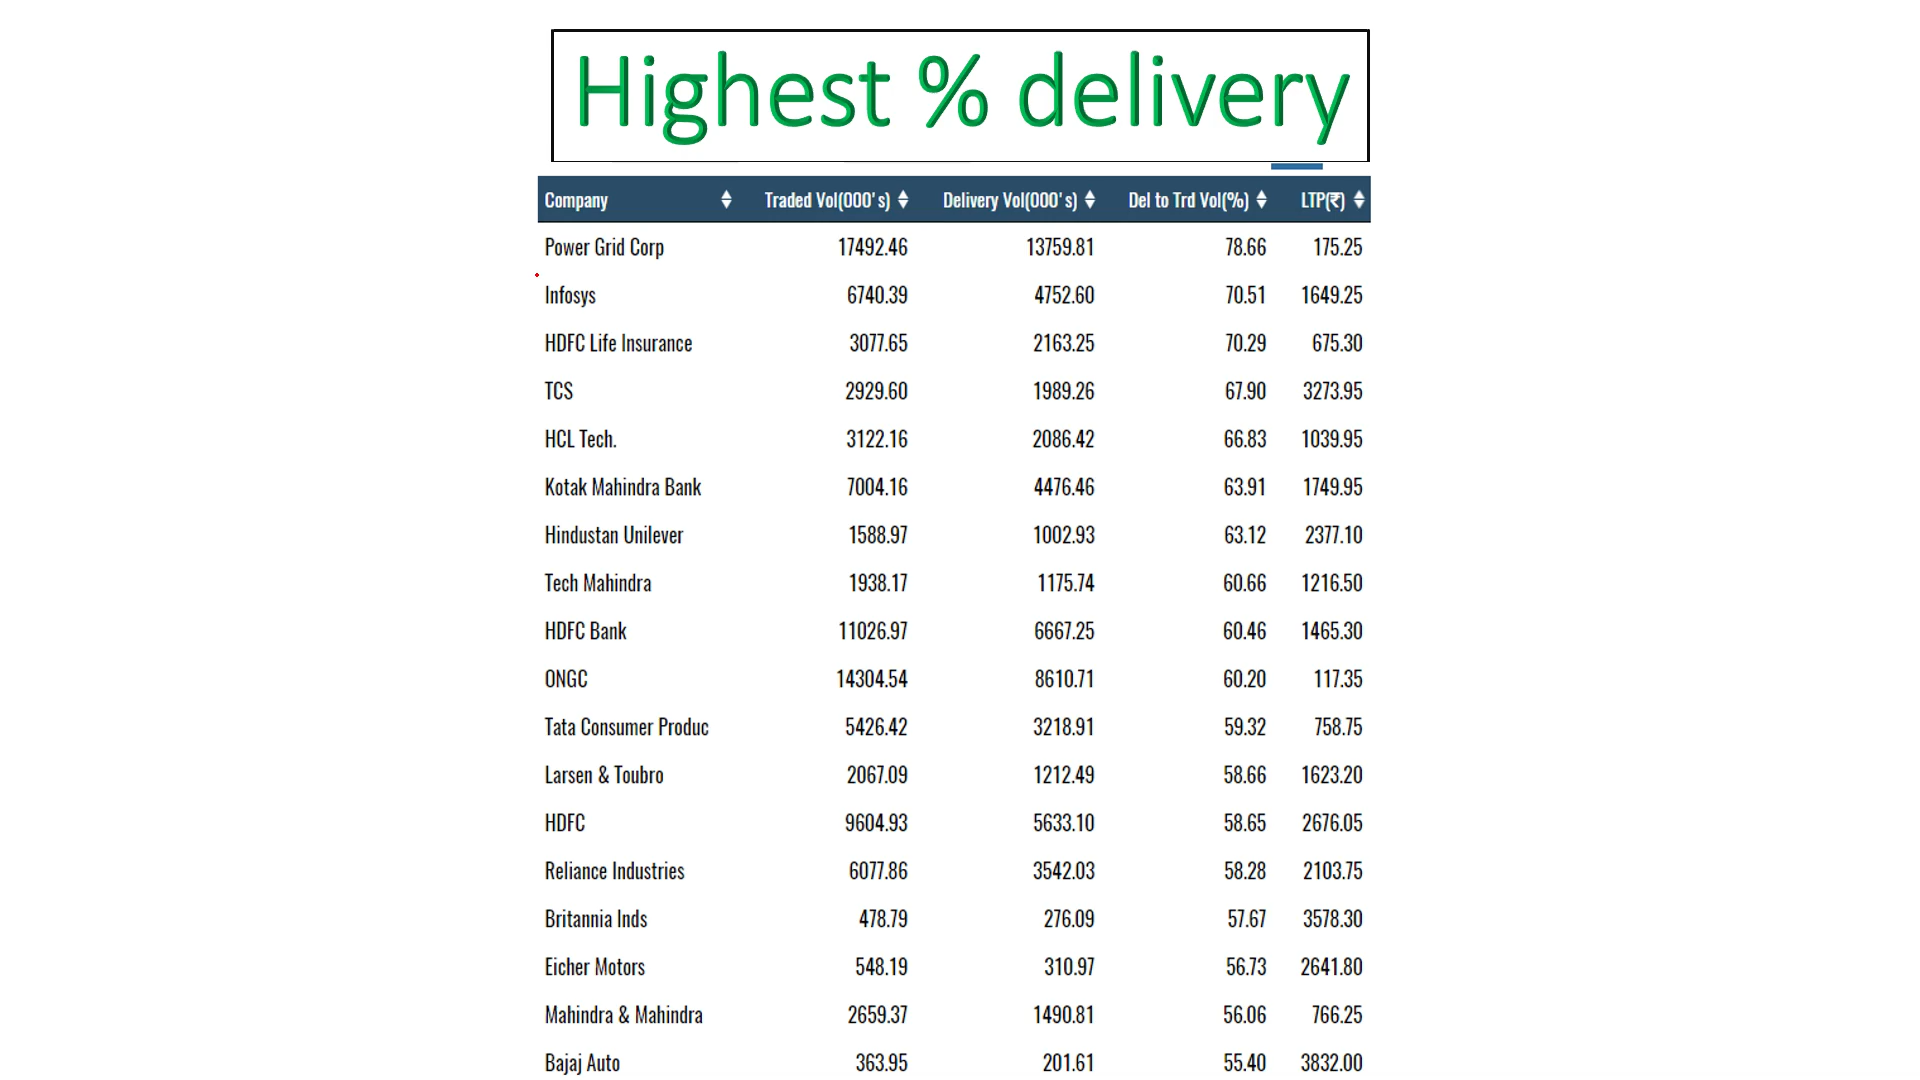 Highest % delivery
Company Traded Vol(000's) Delivery Vol(000's) Del to Trd Vol(%) LTP(₹)
Power Grid Corp 17492.46 13759.81 78.66 175.25
Infosys 6740.39 4752.60 70.51 1649.25
HDFC Life Insurance 3077.65 2163.25 70.29 675.30
TCS 2929.60 1989.26 67.90 3273.95
HCL Tech. 3122.16 2086.42 66.83 1039.95
Kotak Mahindra Bank 7004.16 4476.46 63.91 1749.95
Hindustan Unilever 1588.97 1002.93 63.12 2377.10
Tech Mahindra 1938.17 1175.74 60.66 1216.50
HDFC Bank 11026.97 6667.25 60.46 1465.30
ONGC 14304.54 8610.71 60.20 117.35
Tata Consumer Produc 5426.42 3218.91 59.32 758.75
Larsen & Toubro 2067.09 1212.49 58.66 1623.20
HDFC 9604.93 5633.10 58.65 2676.05
Reliance Industries 6077.86 3542.03 58.28 2103.75
Britannia Inds 478.79 276.09 57.67 3578.30
Eicher Motors 548.19 310.97 56.73 2641.80
Mahindra & Mahindra 2659.37 1490.81 56.06 766.25
Bajaj Auto 363.95 201.61 55.40 3832.00